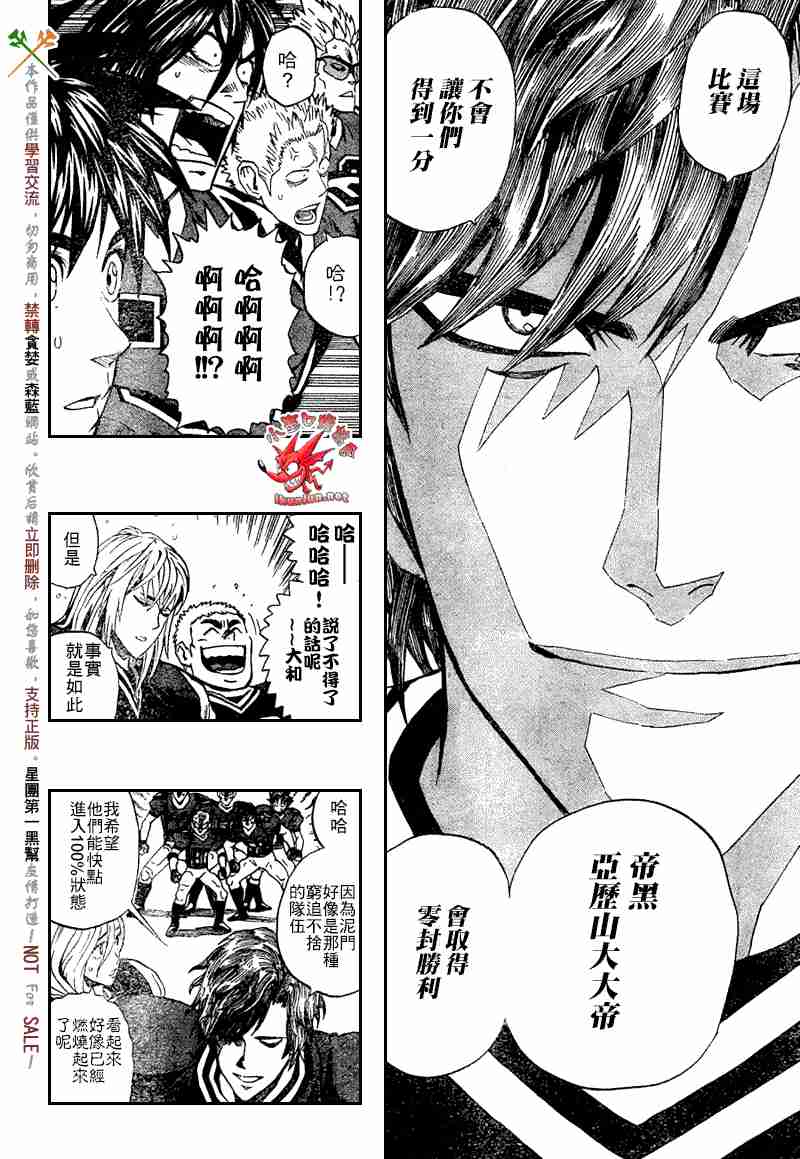 這場
比賽
不會
讓你們
得到一分
帝黑
亞歷山大大帝
會取得
零封勝利
哈?
哈!?
哈啊啊啊
啊啊啊
啊啊啊!!?
哈——
哈哈哈!
說了不得了
的話呢
~~大和
但是
事實
就是如此
哈哈
因為泥門
好像是那種
窮追不捨
的隊伍
我希望
他們能快點
進入100%狀態
看起來
好像已經
燃燒起來
了呢
本作品僅供學習交流,切勿商用,禁轉貪婪或森藍網站。欣賞后請立即刪除,如您喜歡,支持正版。星團第一黑幫友情打造—NOT For SALE—